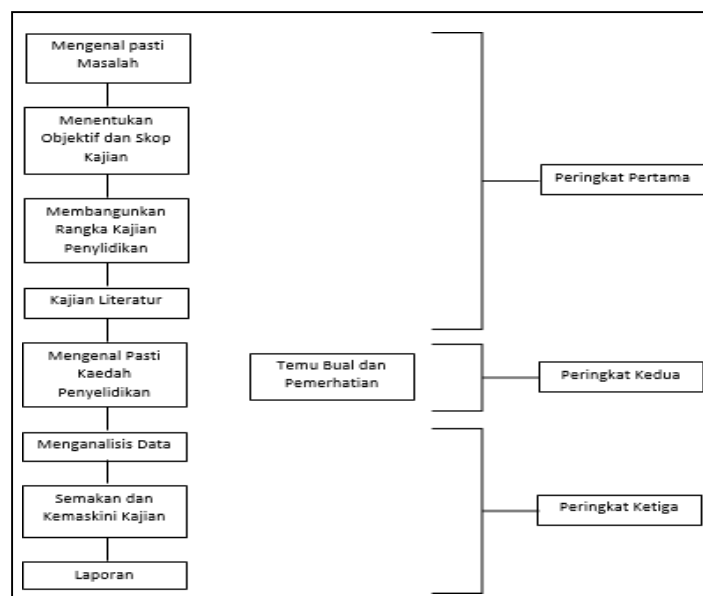 Mengenal pasti
Masalah
Menentukan
Objektif dan Skop
Kajian
Membangunkan
Rangka Kajian
Penylidikan
Kajian Literatur
Mengenal Pasti
Kaedah
Penyelidikan
Menganalisis Data
Semakan dan
Kemaskini Kajian
Laporan
Temu Bual dan
Pemerhatian
Peringkat Pertama
Peringkat Kedua
Peringkat Ketiga